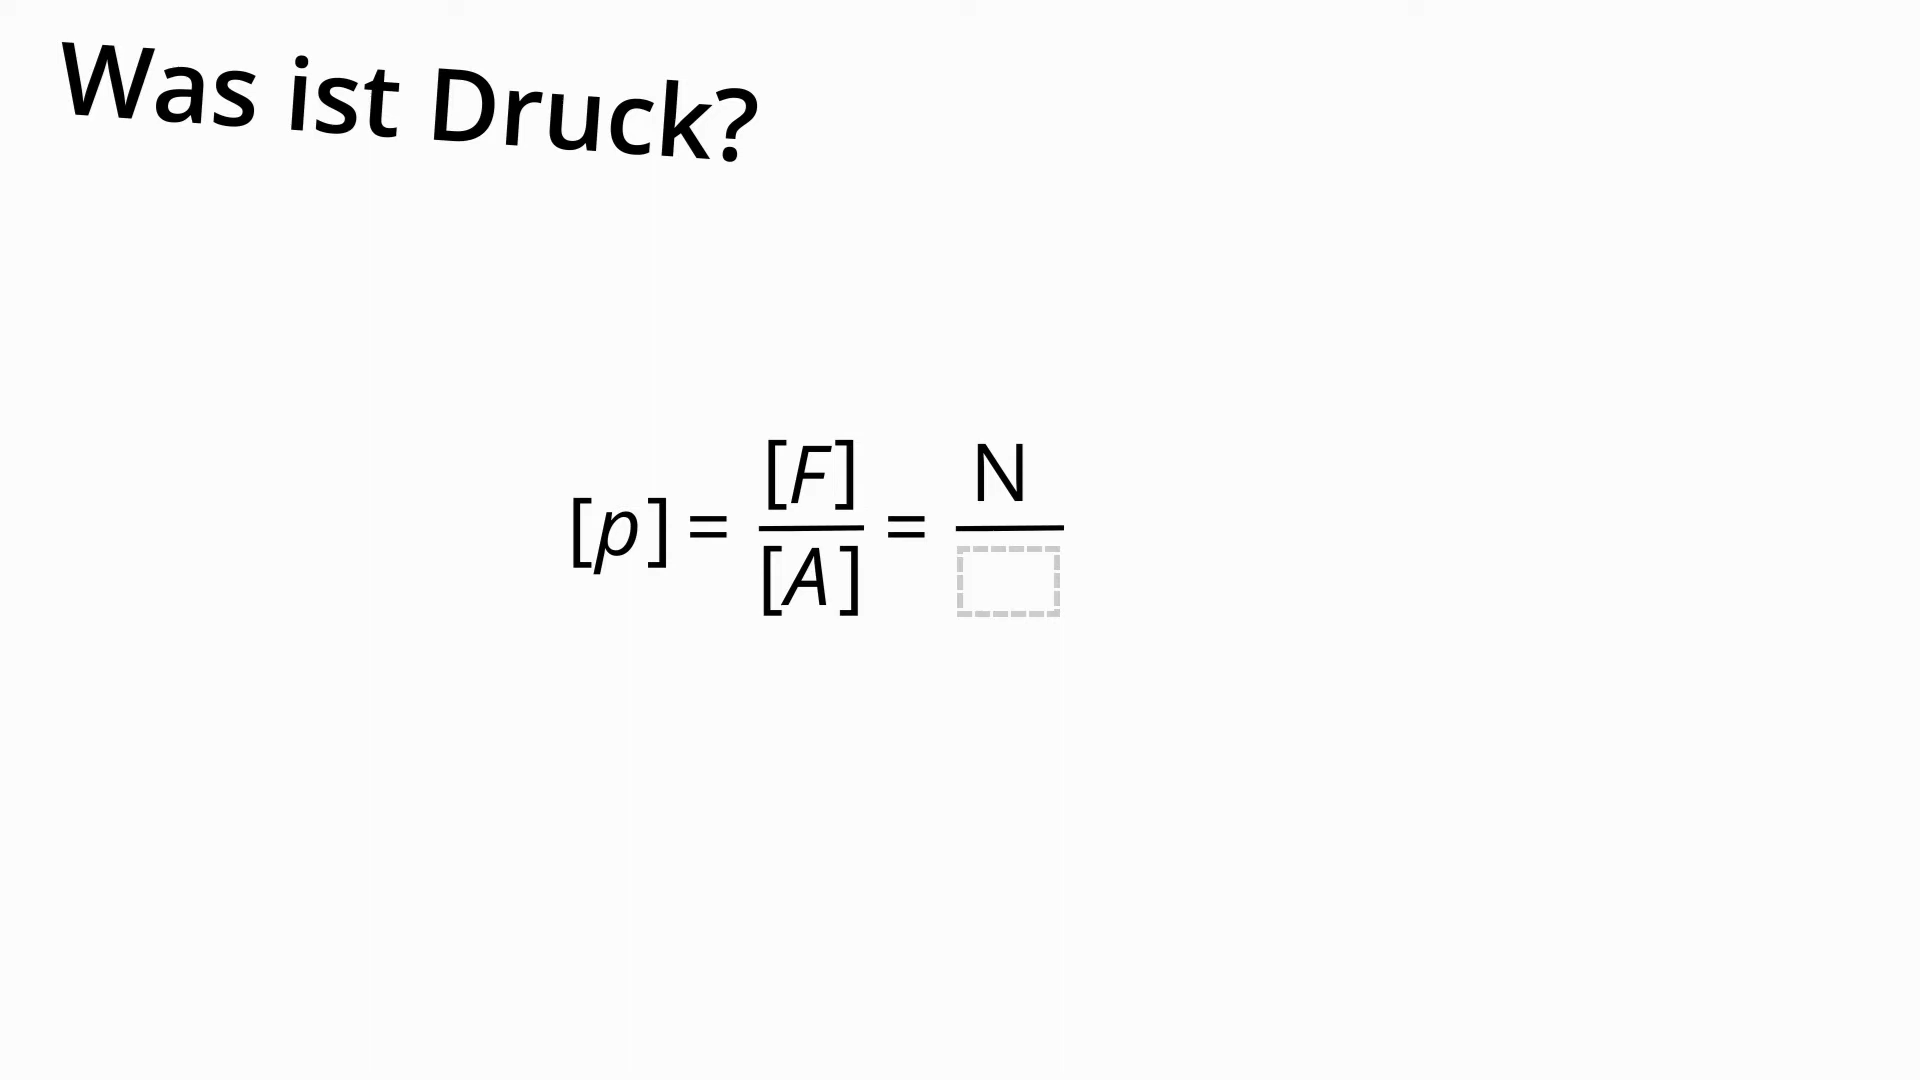 Was ist Druck?
[p] = [F] / [A] = N /